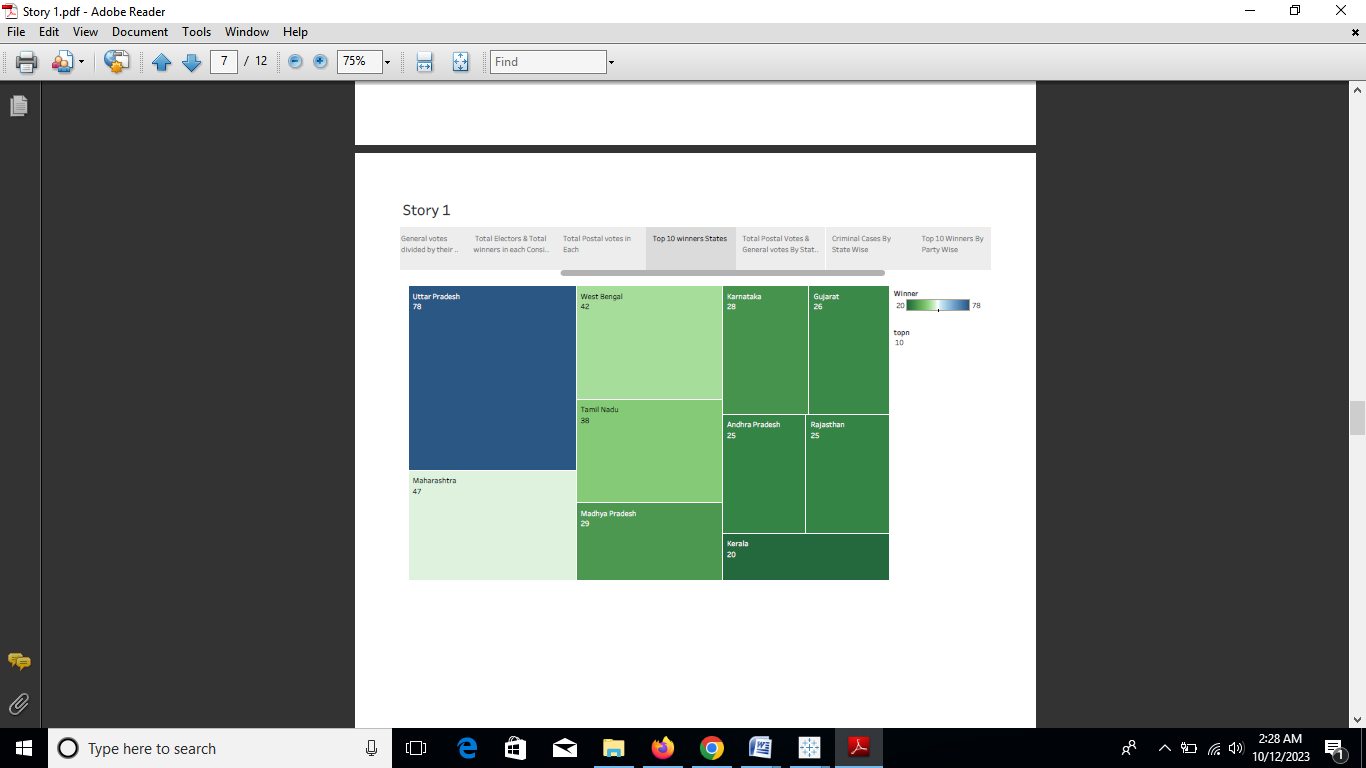 Story 1.pdf - Adobe Reader
File Edit View Document Tools Window Help
7 / 12 75% Find
Story 1
General votes divided by their ..
Total Electors & Total winners in each Consi..
Total Postal votes in Each
Top 10 winners States
Total Postal Votes & General votes By Stat..
Criminal Cases By State Wise
Top 10 Winners By Party Wise
Uttar Pradesh
78
Maharashtra
47
West Bengal
42
Tamil Nadu
38
Madhya Pradesh
29
Karnataka
28
Gujarat
26
Andhra Pradesh
25
Rajasthan
25
Kerala
20
Winner
20 78
topn
10
Type here to search
2:28 AM
10/12/2023
1